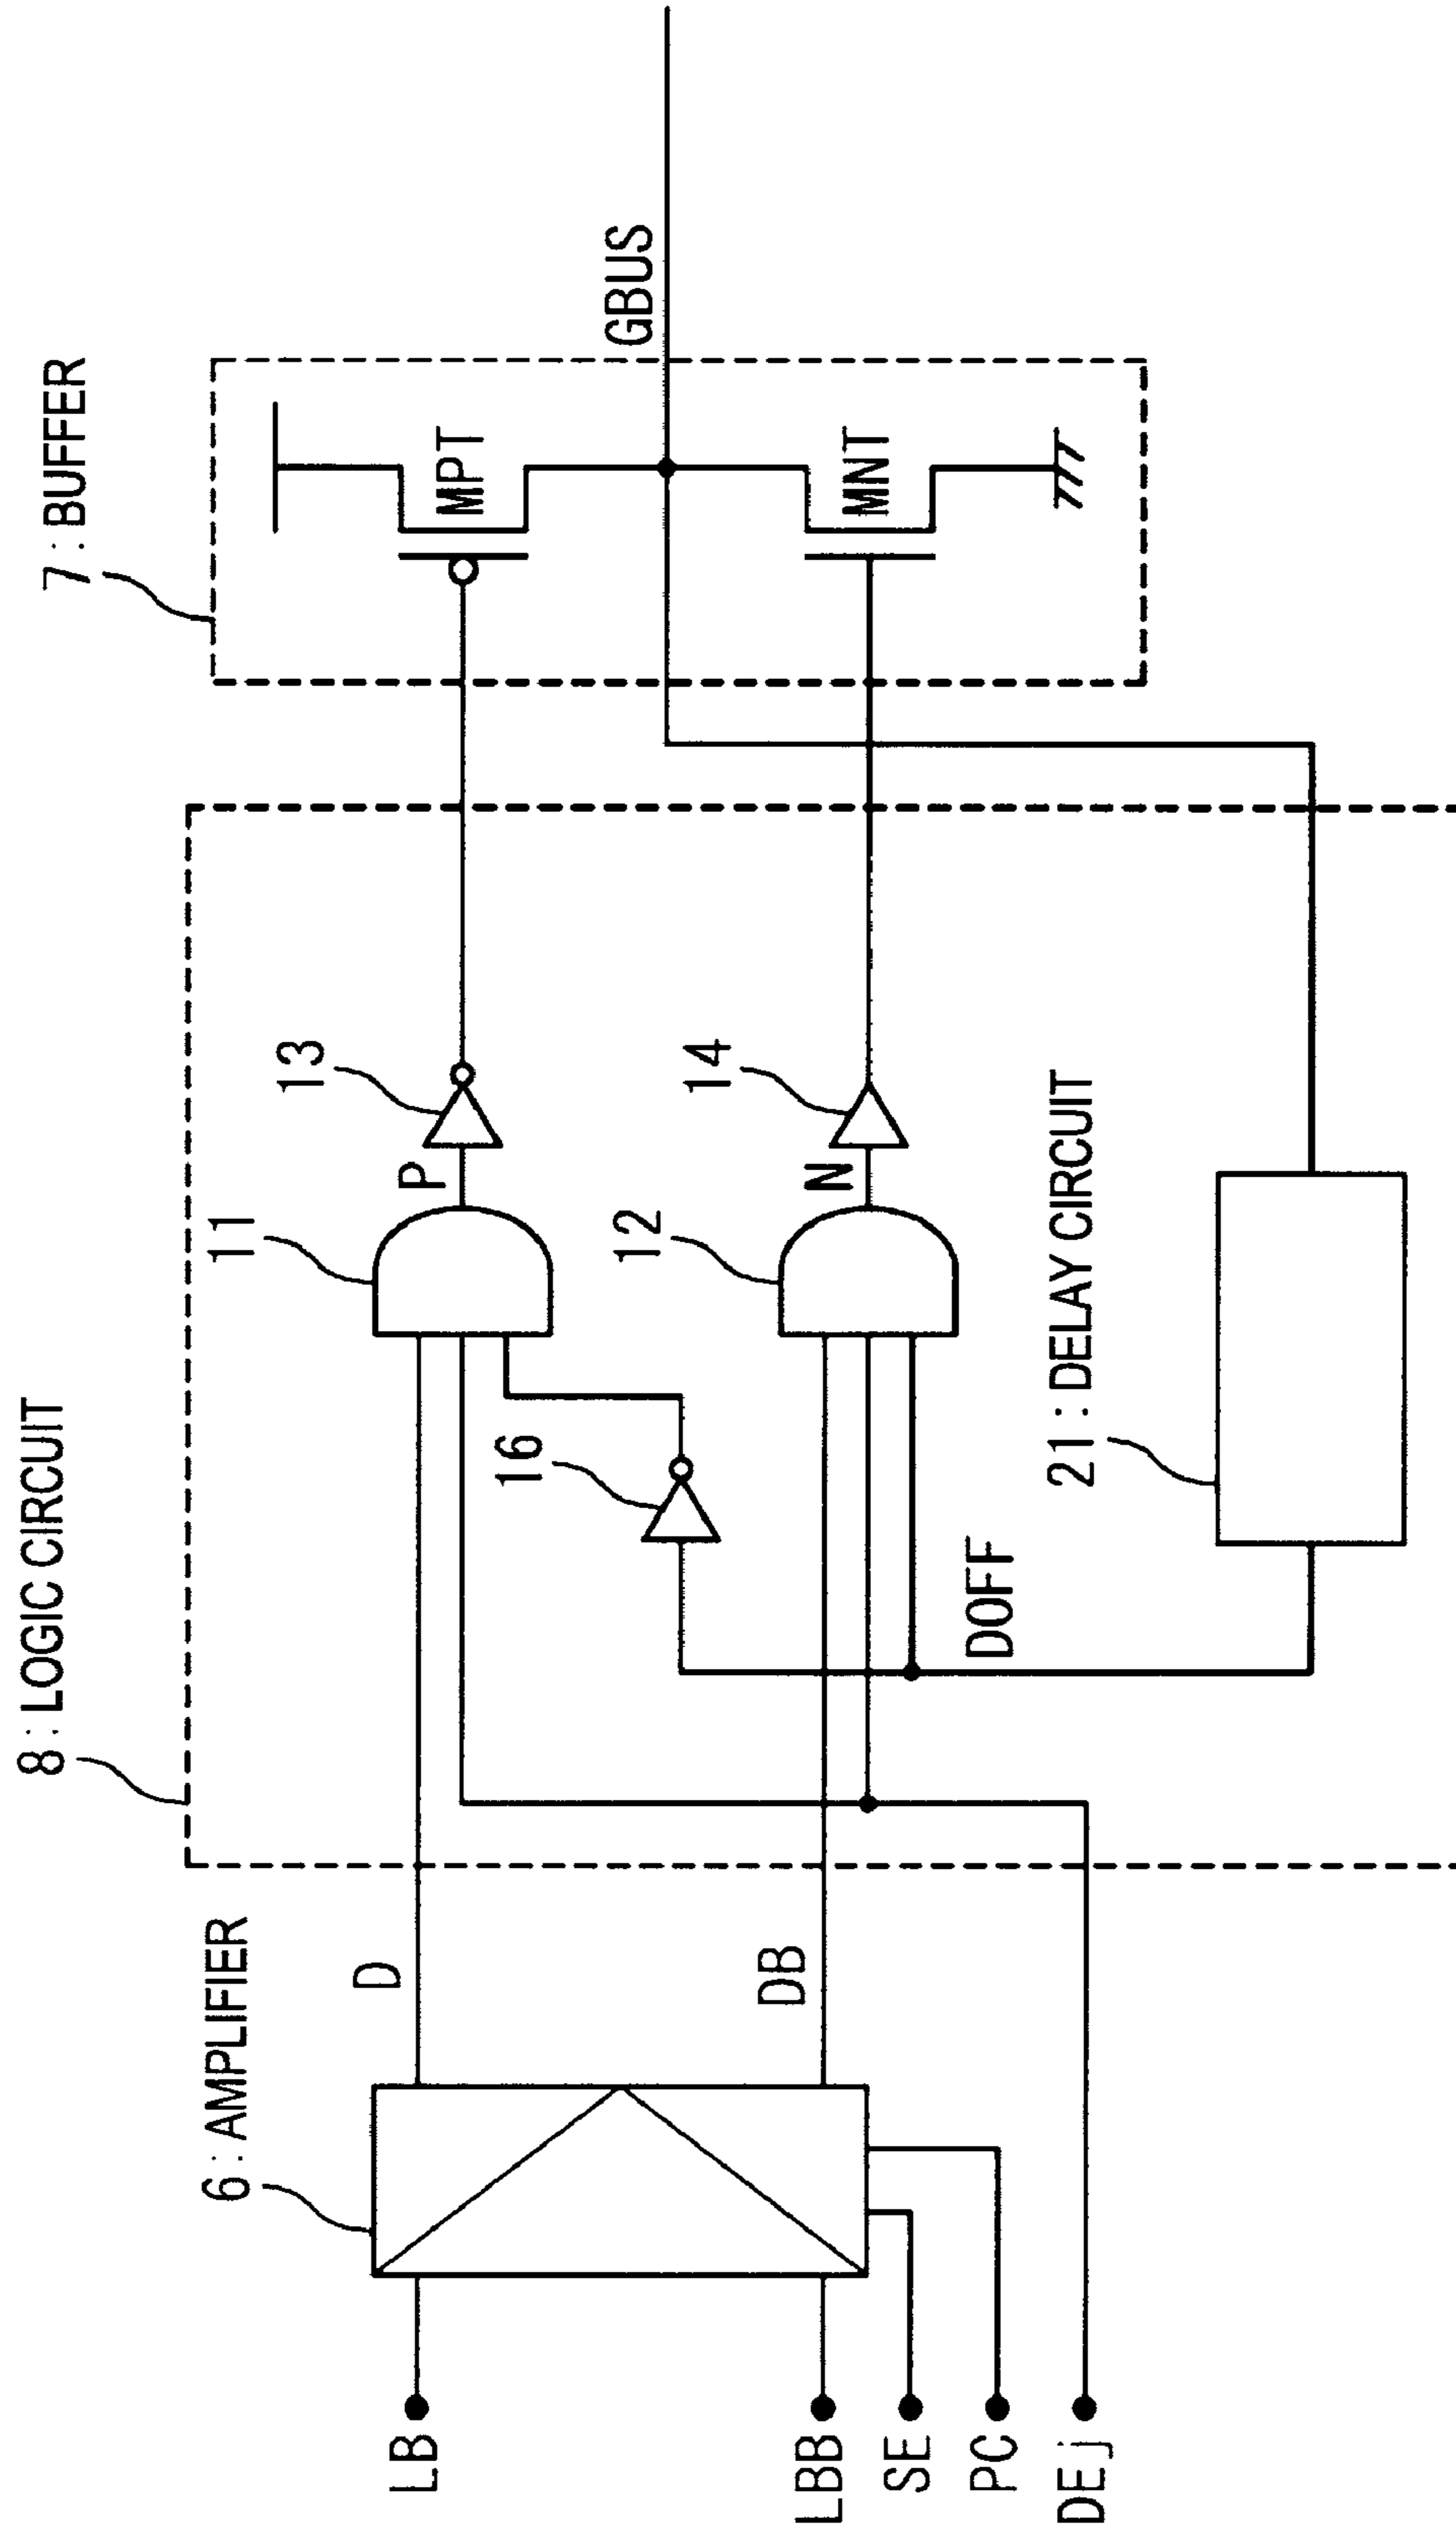 8 : LOGIC CIRCUIT
7 : BUFFER
6 : AMPLIFIER
11
13
P
MPT
D
GBUS
LB
16
12
14
N
MNT
DB
DOFF
LBB
SE
PC
21 : DELAY CIRCUIT
DEj